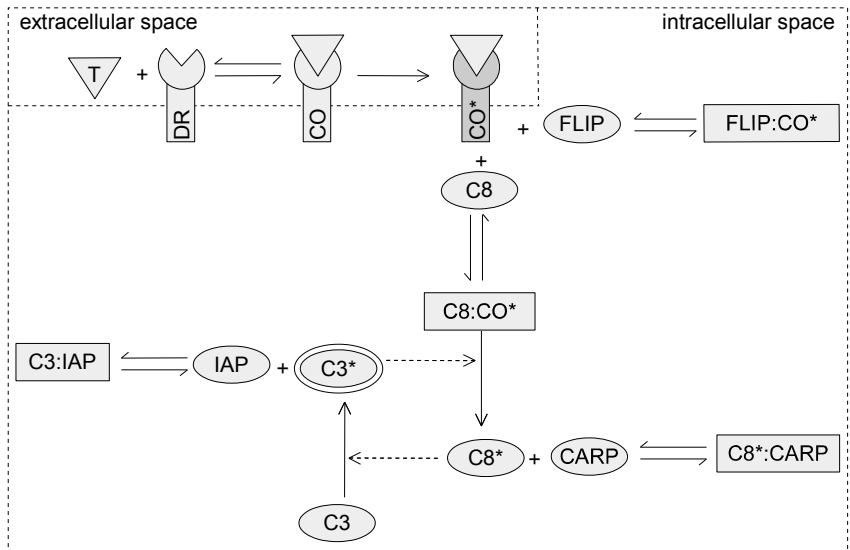 extracellular space
intracellular space
T
+
DR
CO
CO*
+
FLIP
FLIP:CO*
+
C8
C8:CO*
C3:IAP
IAP
+
C3*
C8*
+
CARP
C8*:CARP
C3